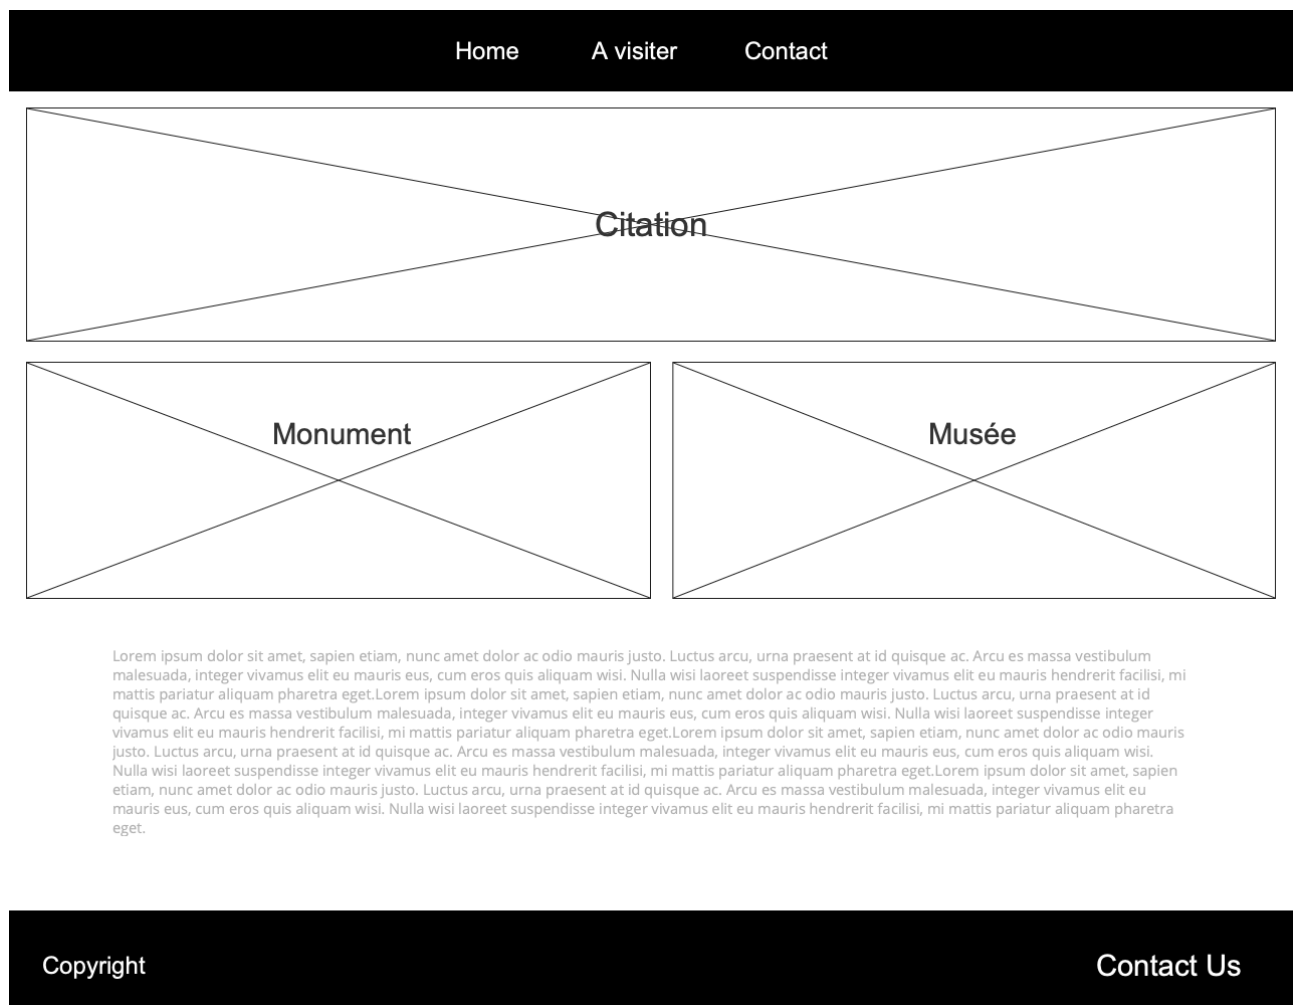 Home A visiter Contact
Citation
Monument Musée
Lorem ipsum dolor sit amet, sapien etiam, nunc amet dolor ac odio mauris justo. Luctus arcu, urna praesent at id quisque ac. Arcu es massa vestibulum
malesuada, integer vivamus elit eu mauris eus, cum eros quis aliquam wisi. Nulla wisi laoreet suspendisse integer vivamus elit eu mauris hendrerit facilisi, mi
mattis pariatur aliquam pharetra eget.Lorem ipsum dolor sit amet, sapien etiam, nunc amet dolor ac odio mauris justo. Luctus arcu, urna praesent at id
quisque ac. Arcu es massa vestibulum malesuada, integer vivamus elit eu mauris eus, cum eros quis aliquam wisi. Nulla wisi laoreet suspendisse integer
vivamus elit eu mauris hendrerit facilisi, mi mattis pariatur aliquam pharetra eget.Lorem ipsum dolor sit amet, sapien etiam, nunc amet dolor ac odio mauris
justo. Luctus arcu, urna praesent at id quisque ac. Arcu es massa vestibulum malesuada, integer vivamus elit eu mauris eus, cum eros quis aliquam wisi.
Nulla wisi laoreet suspendisse integer vivamus elit eu mauris hendrerit facilisi, mi mattis pariatur aliquam pharetra eget.Lorem ipsum dolor sit amet, sapien
etiam, nunc amet dolor ac odio mauris justo. Luctus arcu, urna praesent at id quisque ac. Arcu es massa vestibulum malesuada, integer vivamus elit eu
mauris eus, cum eros quis aliquam wisi. Nulla wisi laoreet suspendisse integer vivamus elit eu mauris hendrerit facilisi, mi mattis pariatur aliquam pharetra
eget.
Copyright Contact Us